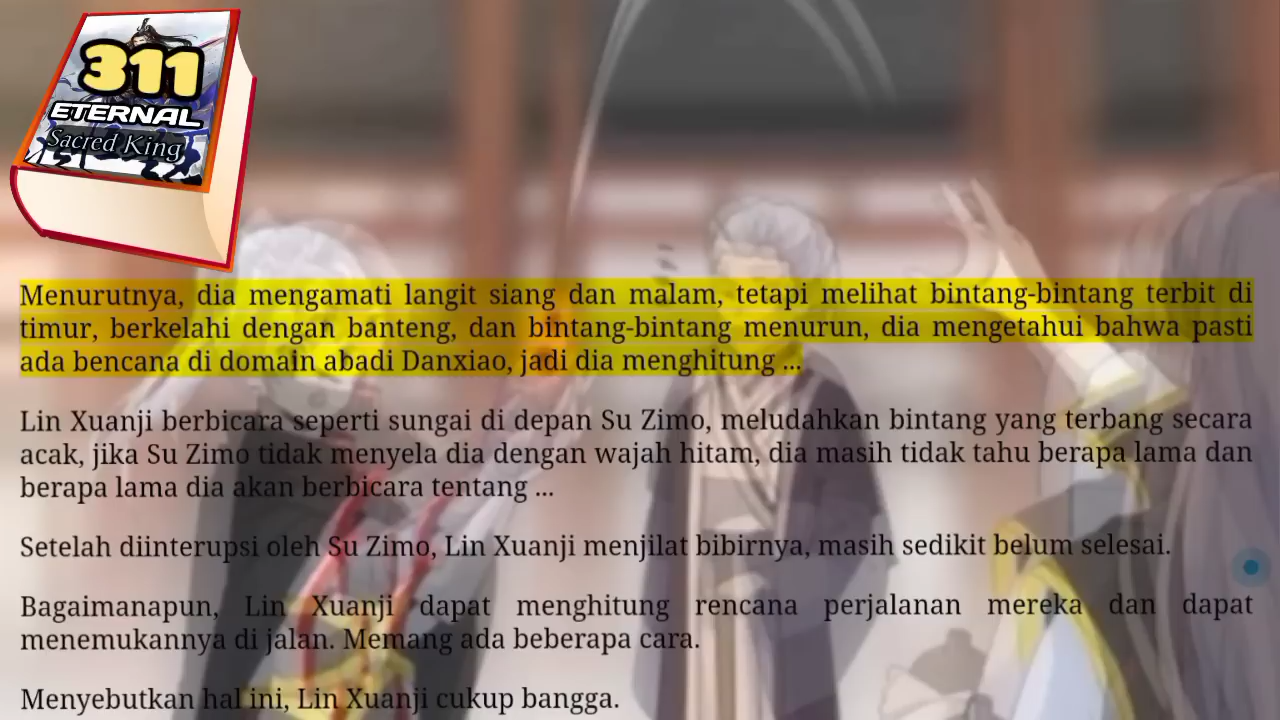 311
ETERNAL
Sacred King
Menurutnya, dia mengamati langit siang dan malam, tetapi melihat bintang-bintang terbit di
timur, berkelahi dengan banteng, dan bintang-bintang menurun, dia mengetahui bahwa pasti
ada bencana di domain abadi Danxiao, jadi dia menghitung ...
Lin Xuanji berbicara seperti sungai di depan Su Zimo, meludahkan bintang yang terbang secara
acak, jika Su Zimo tidak menyela dia dengan wajah hitam, dia masih tidak tahu berapa lama dan
berapa lama dia akan berbicara tentang ...
Setelah diinterupsi oleh Su Zimo, Lin Xuanji menjilat bibirnya, masih sedikit belum selesai.
Bagaimanapun, Lin Xuanji dapat menghitung rencana perjalanan mereka dan dapat
menemukannya di jalan. Memang ada beberapa cara.
Menyebutkan hal ini, Lin Xuanji cukup bangga.